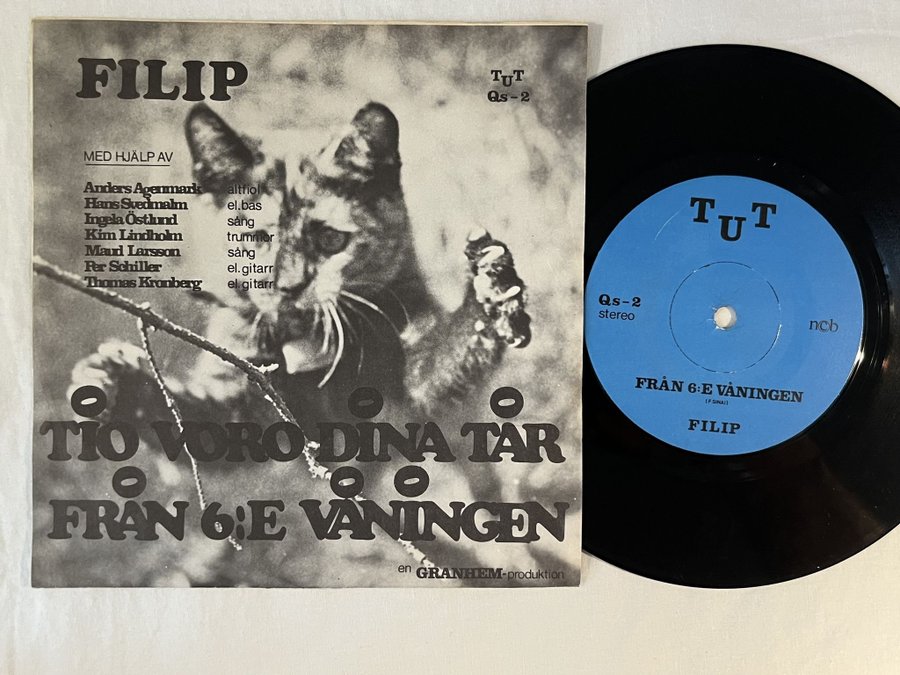 FILIP
TUT
Qs-2
MED HJÄLP AV
Anders Agenmark altfiol
Hans Svedmalm el.bas
Ingela Östlund sång
Kim Lindholm trummor
Maud Larsson sång
Per Schiller el.gitarr
Thomas Kronberg el.gitarr
TIO VORO DINA TÅR
FRÅN 6:E VÅNINGEN
en GRANHEM-produktion
TUT
Qs-2
stereo
n©b
FRÅN 6:E VÅNINGEN
(F SINAI)
FILIP